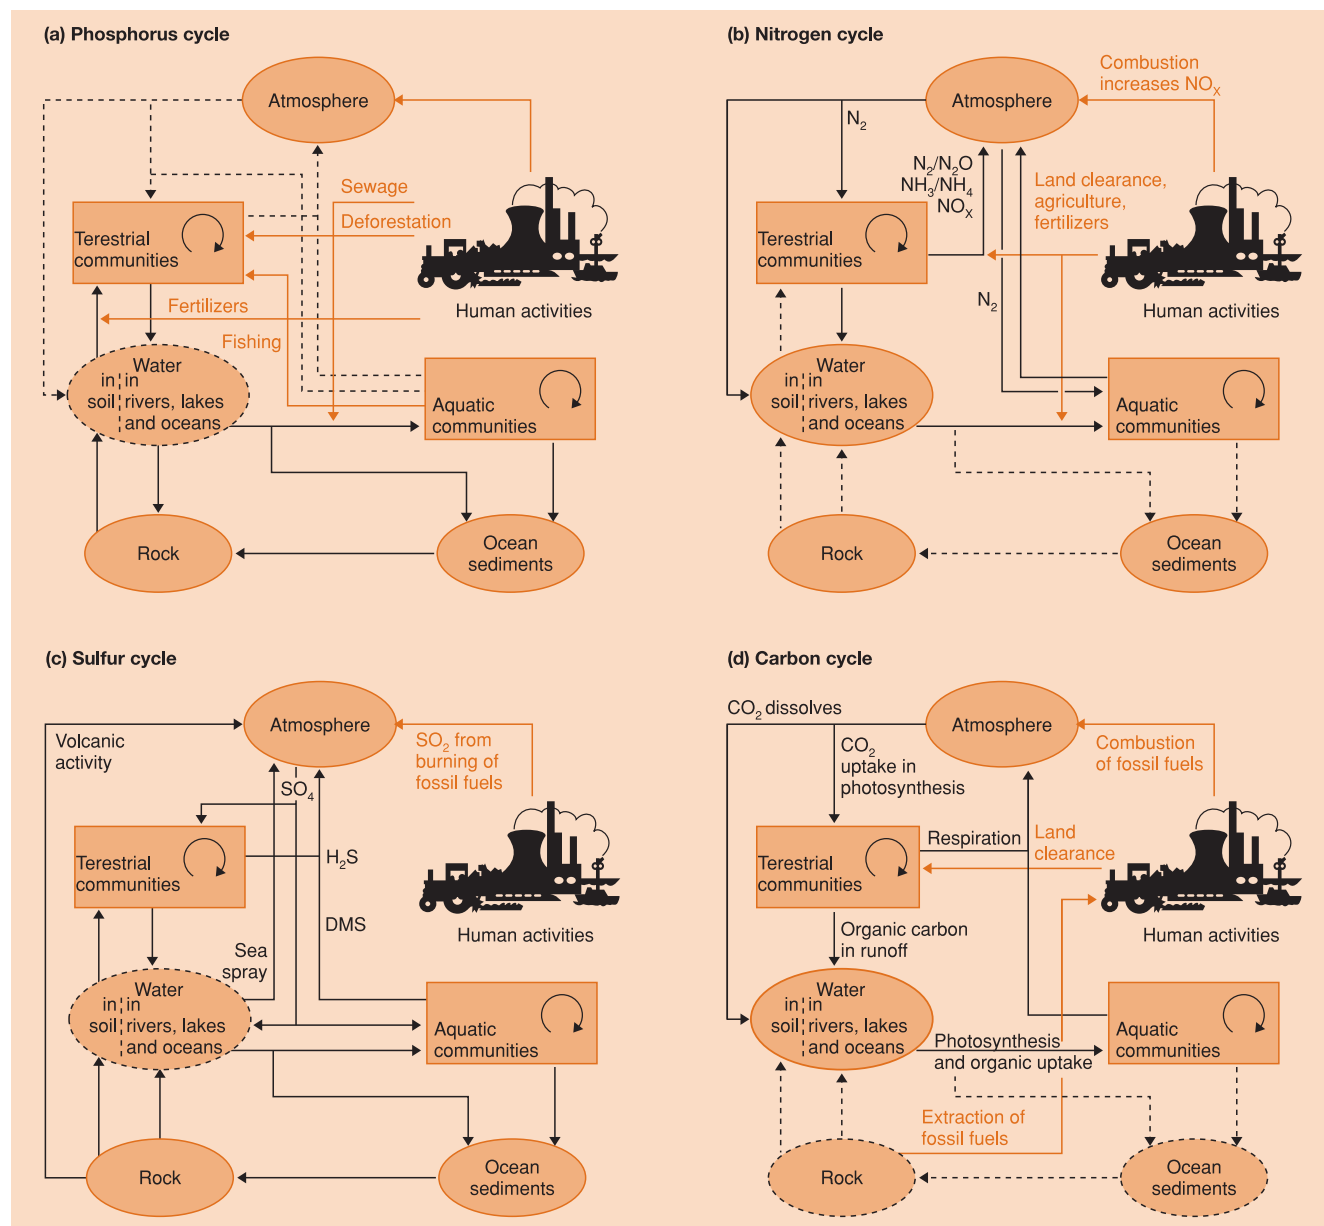 (a) Phosphorus cycle
Atmosphere
Sewage
Deforestation
Terestrial
communities
Human activities
Fertilizers
Fishing
Water
in in
soil rivers, lakes
and oceans
Aquatic
communities
Rock
Ocean
sediments
(b) Nitrogen cycle
Combustion
increases NOX
Atmosphere
N2
N2/N2O
NH3/NH4
NOX
Land clearance,
agriculture,
fertilizers
Terestrial
communities
N2
Human activities
Water
in in
soil rivers, lakes
and oceans
Aquatic
communities
Rock
Ocean
sediments
(c) Sulfur cycle
Atmosphere
Volcanic
activity
SO2 from
burning of
fossil fuels
SO4
Terestrial
communities
H2S
DMS
Human activities
Sea
spray
Water
in in
soil rivers, lakes
and oceans
Aquatic
communities
Rock
Ocean
sediments
(d) Carbon cycle
CO2 dissolves
Atmosphere
CO2
uptake in
photosynthesis
Combustion
of fossil fuels
Respiration
Land
clearance
Terestrial
communities
Organic carbon
in runoff
Human activities
Water
in in
soil rivers, lakes
and oceans
Photosynthesis
and organic uptake
Aquatic
communities
Extraction of
fossil fuels
Rock
Ocean
sediments